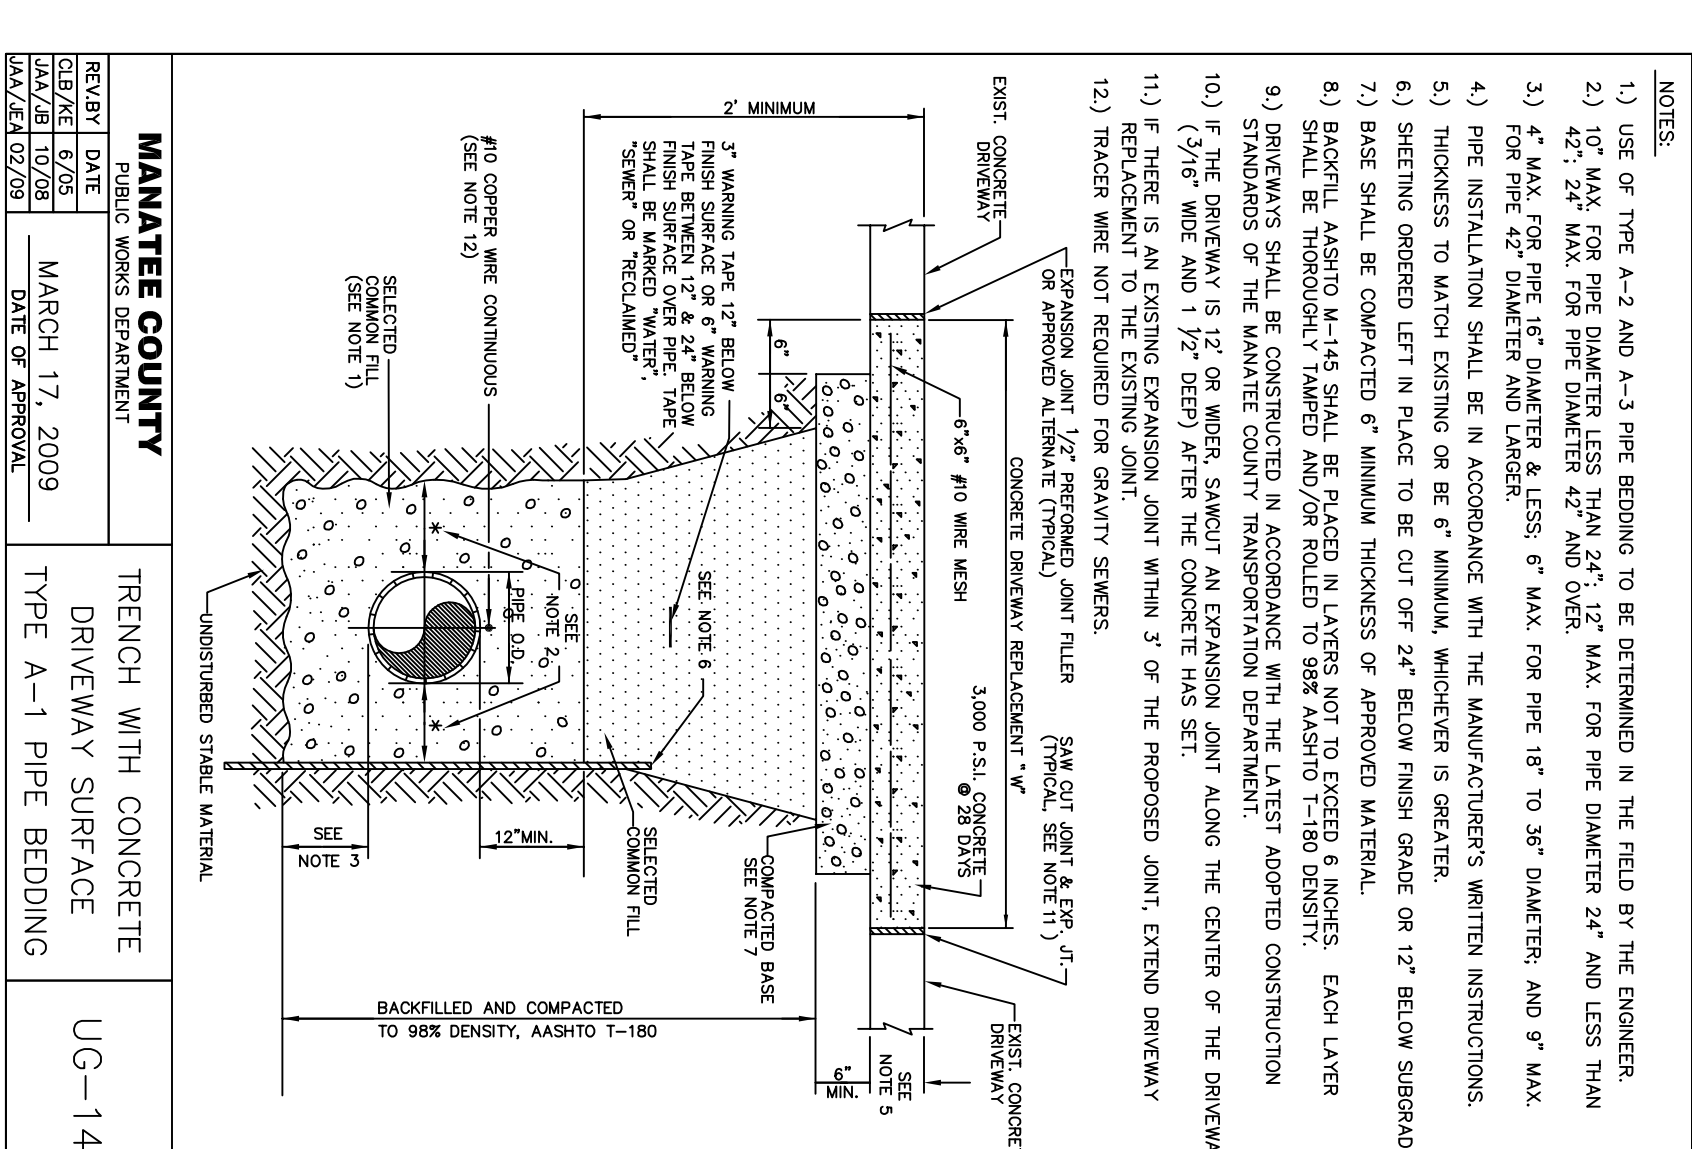 NOTES:
1.) USE OF TYPE A-2 AND A-3 PIPE BEDDING TO BE DETERMINED IN THE FIELD BY THE ENGINEER.
2.) 10" MAX. FOR PIPE DIAMETER LESS THAN 24"; 12" MAX. FOR PIPE DIAMETER 24" AND LESS THAN
42"; 24" MAX. FOR PIPE DIAMETER 42" AND OVER.
3.) 4" MAX. FOR PIPE 16" DIAMETER & LESS; 6" MAX. FOR PIPE 18" TO 36" DIAMETER; AND 9" MAX.
FOR PIPE 42" DIAMETER AND LARGER.
4.) PIPE INSTALLATION SHALL BE IN ACCORDANCE WITH THE MANUFACTURER'S WRITTEN INSTRUCTIONS.
5.) THICKNESS TO MATCH EXISTING OR BE 6" MINIMUM, WHICHEVER IS GREATER.
6.) SHEETING ORDERED LEFT IN PLACE TO BE CUT OFF 24" BELOW FINISH GRADE OR 12" BELOW SUBGRAD
7.) BASE SHALL BE COMPACTED 6" MINIMUM THICKNESS OF APPROVED MATERIAL.
8.) BACKFILL AASHTO M-145 SHALL BE PLACED IN LAYERS NOT TO EXCEED 6 INCHES. EACH LAYER
SHALL BE THOROUGHLY TAMPED AND/OR ROLLED TO 98% AASHTO T-180 DENSITY.
9.) DRIVEWAYS SHALL BE CONSTRUCTED IN ACCORDANCE WITH THE LATEST ADOPTED CONSTRUCTION
STANDARDS OF THE MANATEE COUNTY TRANSPORTATION DEPARTMENT.
10.) IF THE DRIVEWAY IS 12' OR WIDER, SAWCUT AN EXPANSION JOINT ALONG THE CENTER OF THE DRIVEWA
(3/16" WIDE AND 1 1/2" DEEP) AFTER THE CONCRETE HAS SET.
11.) IF THERE IS AN EXISTING EXPANSION JOINT WITHIN 3' OF THE PROPOSED JOINT, EXTEND DRIVEWAY
REPLACEMENT TO THE EXISTING JOINT.
12.) TRACER WIRE NOT REQUIRED FOR GRAVITY SEWERS.
EXPANSION JOINT 1/2" PREFORMED JOINT FILLER
OR APPROVED ALTERNATE (TYPICAL)
SAW CUT JOINT & EXP. JT.
(TYPICAL, SEE NOTE 11)
EXIST. CONCRETE
DRIVEWAY
CONCRETE DRIVEWAY REPLACEMENT "W"
EXIST. CONCRE
DRIVEWAY
6"x6" #10 WIRE MESH
3,000 P.S.I. CONCRETE
@ 28 DAYS
SEE
NOTE 5
6"
MIN.
6"
6"
2' MINIMUM
3" WARNING TAPE 12" BELOW
FINISH SURFACE OR 6" WARNING
TAPE BETWEEN 12" & 24" BELOW
FINISH SURFACE OVER PIPE. TAPE
SHALL BE MARKED "WATER",
"SEWER" OR "RECLAIMED"
SEE NOTE 6
COMPACTED BASE
SEE NOTE 7
SELECTED
COMMON FILL
#10 COPPER WIRE CONTINUOUS
(SEE NOTE 12)
SEE
NOTE 2
PIPE O.D.
12"MIN.
SEE
NOTE 3
BACKFILLED AND COMPACTED
TO 98% DENSITY, AASHTO T-180
SELECTED
COMMON FILL
(SEE NOTE 1)
UNDISTURBED STABLE MATERIAL
MANATEE COUNTY
PUBLIC WORKS DEPARTMENT
REV.BY DATE
CLB/KE 6/05
JAA/JB 10/08
JAA/JEA 02/09
MARCH 17, 2009
DATE OF APPROVAL
TRENCH WITH CONCRETE
DRIVEWAY SURFACE
TYPE A-1 PIPE BEDDING
UG-14